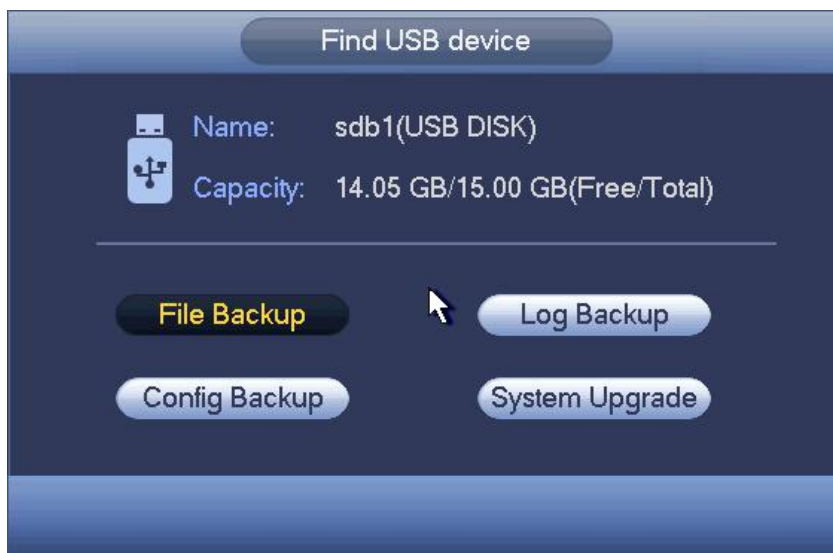 Find USB device
Name: sdb1(USB DISK)
Capacity: 14.05 GB/15.00 GB(Free/Total)
File Backup
Log Backup
Config Backup
System Upgrade